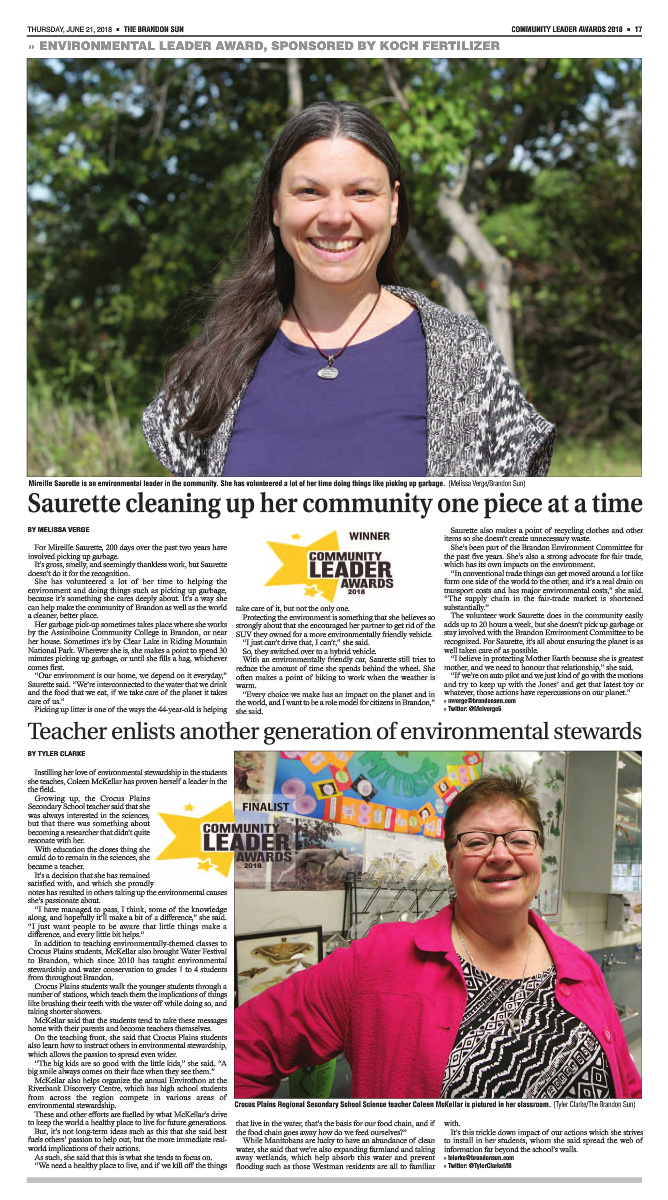 THURSDAY, JUNE 21, 2018 ▪ THE BRANDON SUN
COMMUNITY LEADER AWARDS 2018 ▪ 17
» ENVIRONMENTAL LEADER AWARD, SPONSORED BY KOCH FERTILIZER
Mireille Saurette is an environmental leader in the community. She has volunteered a lot of her time doing things like picking up garbage. (Melissa Verge/Brandon Sun)
Saurette cleaning up her community one piece at a time
BY MELISSA VERGE
For Mireille Saurette, 200 days over the past two years have
involved picking up garbage.
It's gross, smelly, and seemingly thankless work, but Saurette
doesn't do it for the recognition.
She has volunteered a lot of her time to helping the
environment and doing things such as picking up garbage,
because it's something she cares deeply about. It's a way she
can help make the community of Brandon as well as the world
a cleaner, better place.
Her garbage pick-up sometimes takes place where she works
by the Assiniboine Community College in Brandon, or near
her house. Sometimes it's by Clear Lake in Riding Mountain
National Park. Wherever she is, she makes a point to spend 30
minutes picking up garbage, or until she fills a bag, whichever
comes first,
"Our environment is our home, we depend on it everyday,"
Saurette said. "We're interconnected to the water that we drink
and the food that we eat, if we take care of the planet it takes
care of us."
Picking up litter is one of the ways the 44-year-old is helping
WINNER
COMMUNITY
LEADER
AWARDS
2018
take care of it, but not the only one.
Protecting the environment is something that she believes so
strongly about that she encouraged her partner to get rid of the
SUV they owned for a more environmentally friendly vehicle.
"I just can't drive that, I can't," she said.
So, they switched over to a hybrid vehicle.
With an environmentally friendly car, Saurette still tries to
reduce the amount of time she spends behind the wheel. She
often makes a point of biking to work when the weather is
warm.
"Every choice we make has an impact on the planet and in
the world, and I want to be a role model for citizens in Brandon,"
she said.
Saurette also makes a point of recycling clothes and other
items so she doesn't create unnecessary waste.
She's been part of the Brandon Environment Committee for
the past five years. She's also a strong advocate for fair trade,
which has its own impacts on the environment.
"In conventional trade things can get moved around a lot like
form one side of the world to the other, and it's a real drain on
transport costs and has major environmental costs," she said.
"The supply chain in the fair-trade market is shortened
substantially."
The volunteer work Saurette does in the community easily
adds up to 20 hours a week, but she doesn't pick up garbage or
stay involved with the Brandon Environment Committee to be
recognized. For Saurette, it's all about ensuring the planet is as
well taken care of as possible.
"I believe in protecting Mother Earth because she is greatest
mother, and we need to honour that relationship," she said.
"If we're on auto pilot and we just kind of go with the motions
and try to keep up with the Jones' and get that latest toy or
whatever, those actions have repercussions on our planet."
» mverge@brandonsun.com
» Twitter: @Melverge5
Teacher enlists another generation of environmental stewards
BY TYLER CLARKE
Instilling her love of environmental stewardship in the students
she teaches, Coleen McKellar has proven herself a leader in the
the field.
Growing up, the Crocus Plains
Secondary School teacher said that she
was always interested in the sciences,
but that there was something about
becoming a researcher that didn't quite
resonate with her.
With education the closes thing she
could do to remain in the sciences, she
became a teacher.
It's a decision that she has remained
satisfied with, and which she proudly
notes has resulted in others taking up the environmental causes
she's passionate about.
"I have managed to pass, I think, some of the knowledge
along, and hopefully it'll make a bit of a difference," she said.
"I just want people to be aware that little things make a
difference, and every little bit helps."
In addition to teaching environmentally-themed classes to
Crocus Plains students, McKellar also brought Water Festival
to Brandon, which since 2010 has taught environmental
stewardship and water conservation to grades 1 to 4 students
from throughout Brandon.
Crocus Plains students walk the younger students through a
number of stations, which teach them the implications of things
like brushing their teeth with the water off while doing so, and
taking shorter showers.
McKellar said that the students tend to take these messages
home with their parents and become teachers themselves.
On the teaching front, she said that Crocus Plains students
also learn how to instruct others in environmental stewardship,
which allows the passion to spread even wider.
"The big kids are so good with the little kids," she said. "A
big smile always comes on their face when they see them."
McKellar also helps organize the annual Envirothon at the
Riverbank Discovery Centre, which has high school students
from across the region compete in various areas of
environmental stewardship.
These and other efforts are fuelled by what McKellar's drive
to keep the world a healthy place to live for future generations.
But, it's not long-term ideas such as this that she said best
fuels others' passion to help out, but the more immediate real-
world implications of their actions.
As such, she said that this is what she tends to focus on.
"We need a healthy place to live, and if we kill off the things
FINALIST
COMMUNITY
LEADER
AWARDS
2018
Crocus Plains Regional Secondary School Science teacher Coleen McKellar is pictured in her classroom. (Tyler Clarke/The Brandon Sun)
that live in the water, that's the basis for our food chain, and if
the food chain goes away how do we feed ourselves?"
While Manitobans are lucky to have an abundance of clean
water, she said that we're also expanding farmland and taking
away wetlands, which help absorb this water and prevent
flooding such as those Westman residents are all to familiar
with.
It's this trickle down impact of our actions which she strives
to install in her students, whom she said spread the web of
information far beyond the school's walls.
» tclarke@brandonsun.com
» Twitter: @TylerClarkeMB